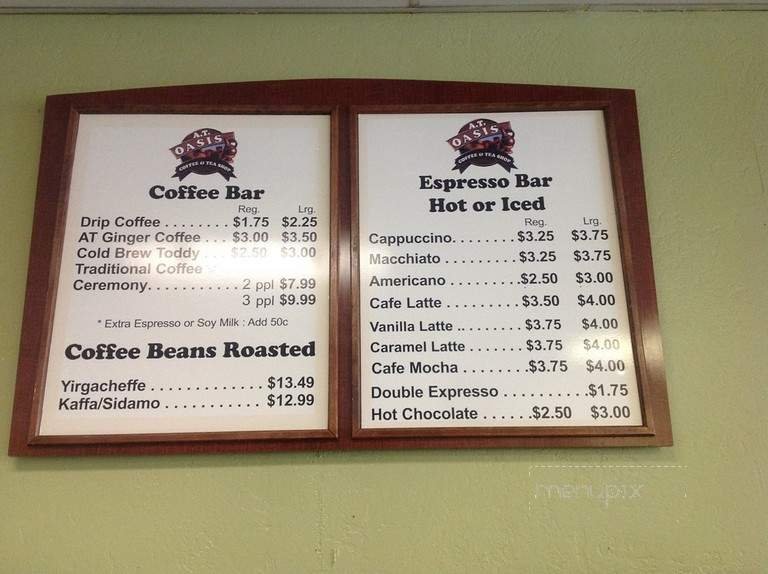 A.T.
OASIS
COFFEE & TEA SHOP
Coffee Bar
Reg. Lrg.
Drip Coffee . . . . . . . . $1.75 $2.25
AT Ginger Coffee . . . $3.00 $3.50
Cold Brew Toddy . . . $2.50 $3.00
Traditional Coffee
Ceremony. . . . . . . . . . . . 2 ppl $7.99
3 ppl $9.99
* Extra Espresso or Soy Milk : Add 50c
Coffee Beans Roasted
Yirgacheffe . . . . . . . . . . . . . $13.49
Kaffa/Sidamo . . . . . . . . . . . $12.99
A.T.
OASIS
COFFEE & TEA SHOP
Espresso Bar
Hot or Iced
Reg. Lrg.
Cappuccino. . . . . . . . $3.25 $3.75
Macchiato . . . . . . . . . $3.25 $3.75
Americano . . . . . . . . .$2.50 $3.00
Cafe Latte . . . . . . . . . $3.50 $4.00
Vanilla Latte .. . . . . . . . $3.75 $4.00
Caramel Latte . . . . . . $3.75 $4.00
Cafe Mocha . . . . . . . .$3.75 $4.00
Double Expresso . . . . . . . . . .$1.75
Hot Chocolate . . . . . .$2.50 $3.00
menupix